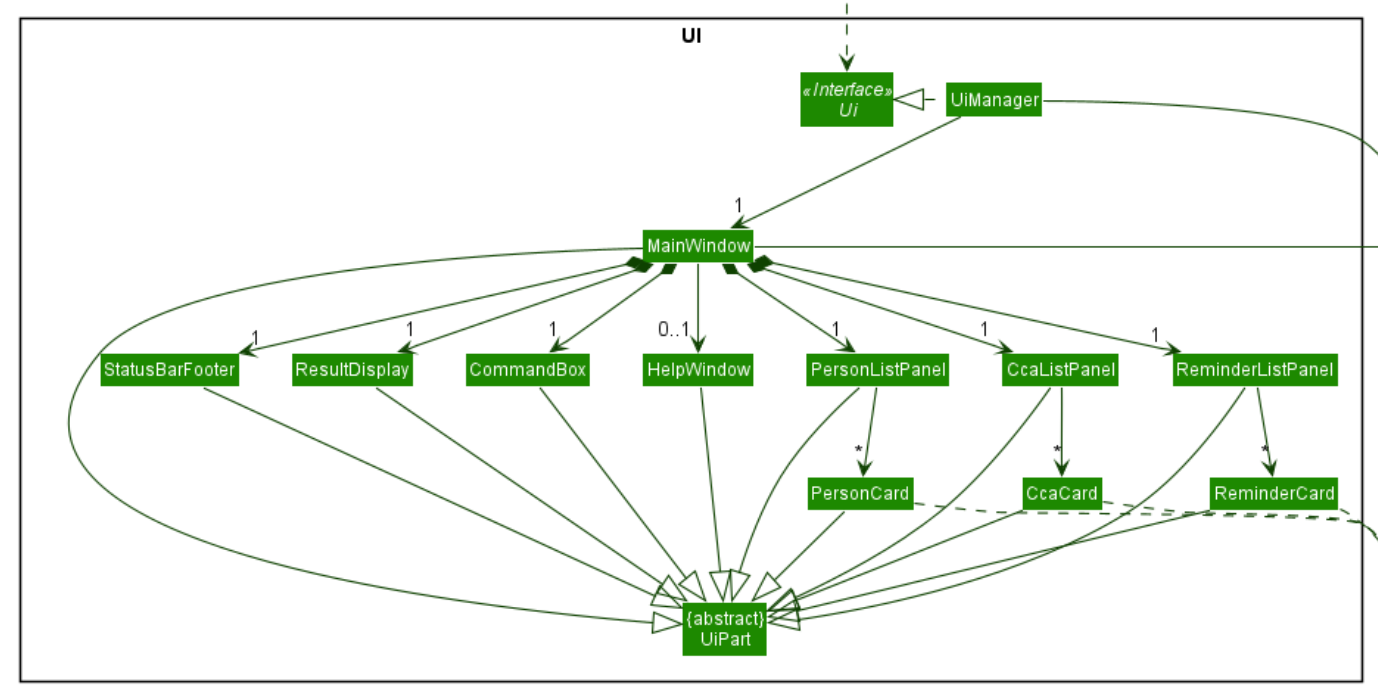 UI
«Interface»
Ui
UiManager
1
MainWindow
1
1
1
0..1
1
1
1
StatusBarFooter
ResultDisplay
CommandBox
HelpWindow
PersonListPanel
CcaListPanel
ReminderListPanel
*
*
*
PersonCard
CcaCard
ReminderCard
{abstract}
UiPart